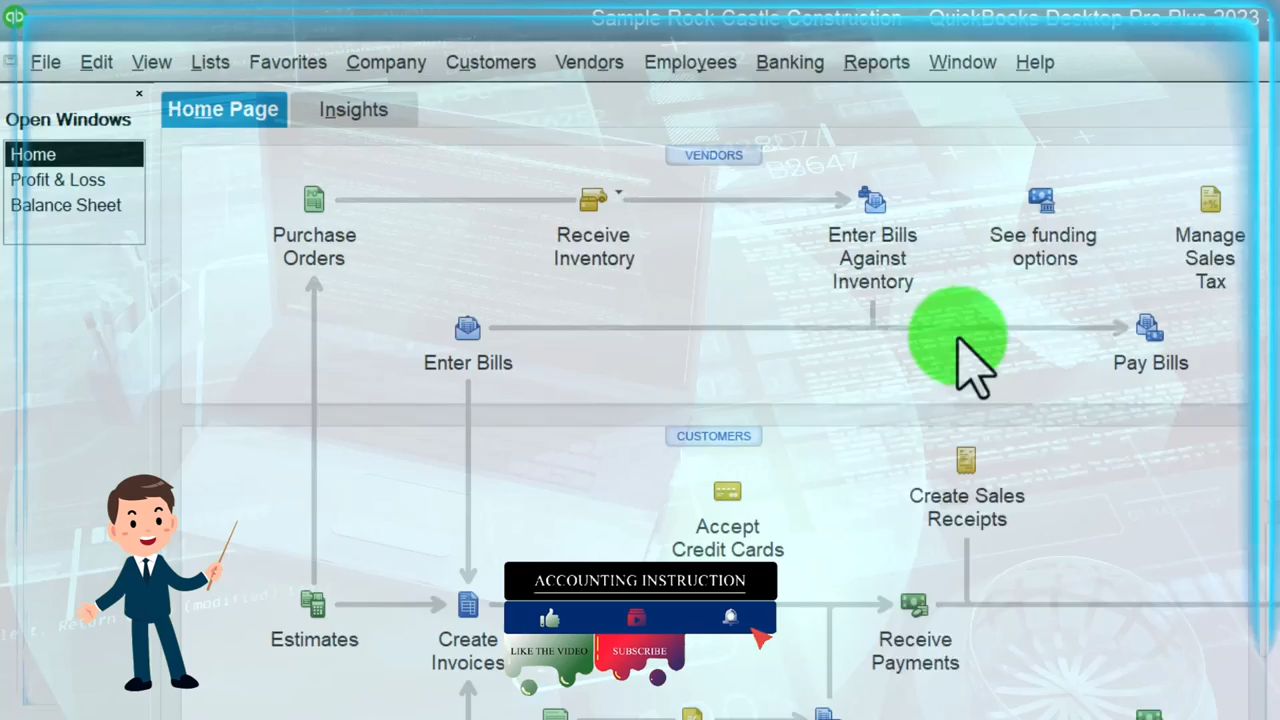 Sample Rock Castle Construction - QuickBooks Desktop Pro Plus 2023 -
File Edit View Lists Favorites Company Customers Vendors Employees Banking Reports Window Help
Home Page Insights
Open Windows
Home
Profit & Loss
Balance Sheet
VENDORS
Purchase
Orders
Receive
Inventory
Enter Bills
Against
Inventory
See funding
options
Manage
Sales
Tax
Enter Bills
Pay Bills
CUSTOMERS
Accept
Credit Cards
Create Sales
Receipts
ACCOUNTING INSTRUCTION
LIKE THE VIDEO
SUBSCRIBE
Estimates
Create
Invoices
Receive
Payments